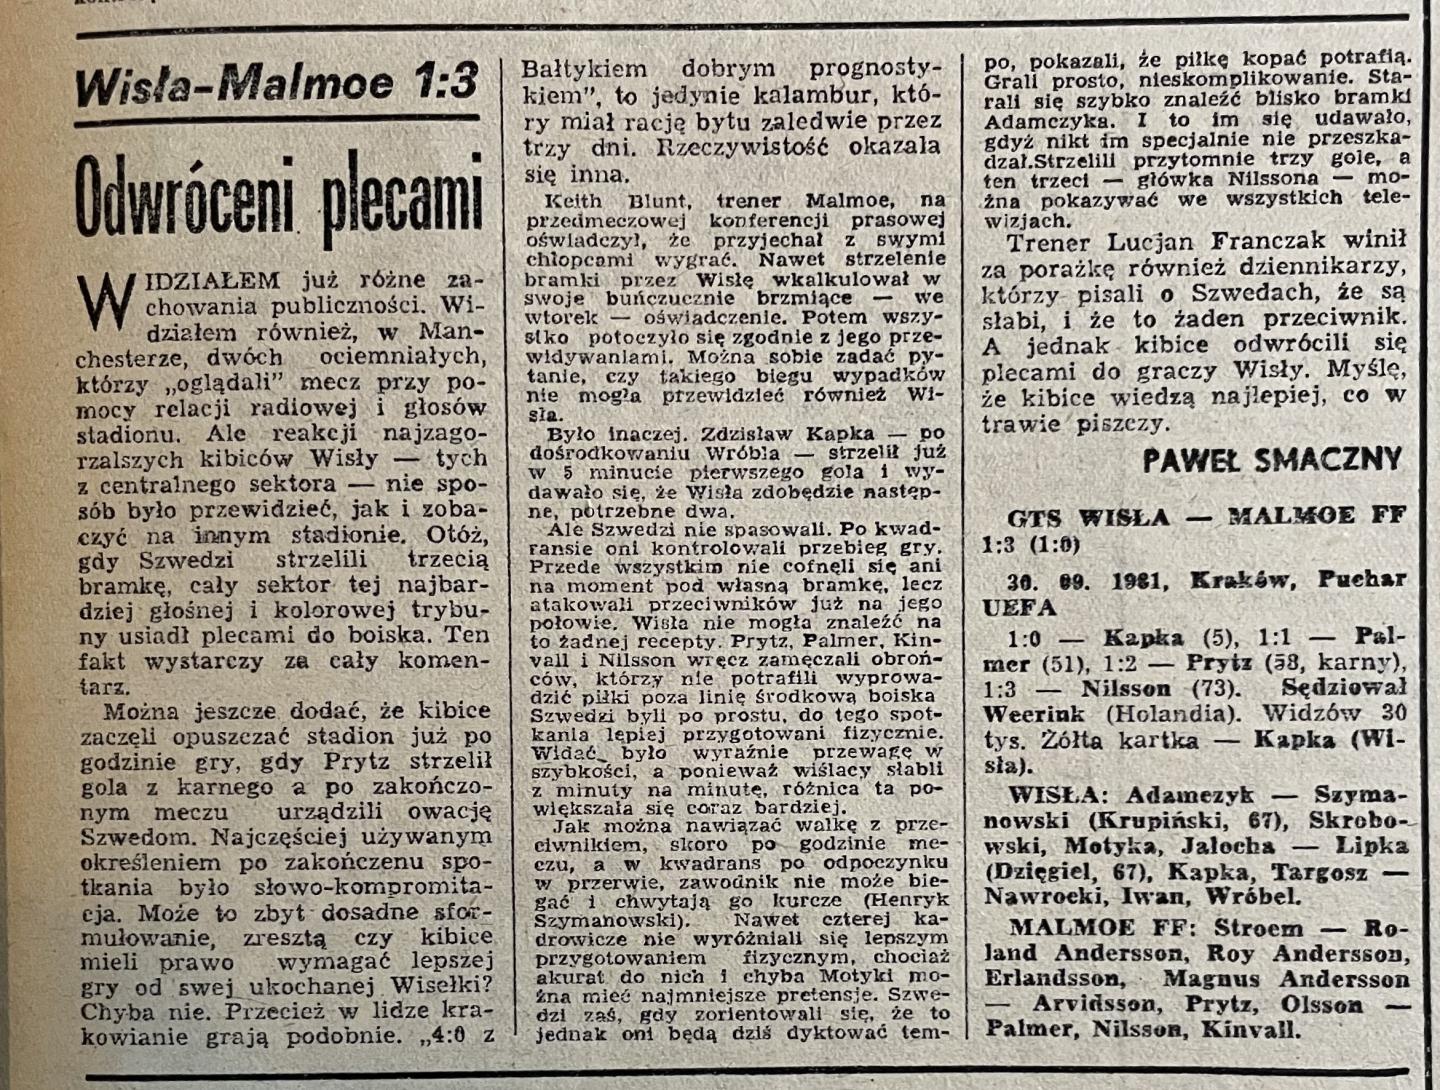 Wisła-Malmoe 1:3
Odwróceni plecami
WIDZIAŁEM już różne za-
chowania publiczności. Wi-
działem również, w Man-
chesterze, dwóch ociemniałych,
którzy „oglądali” mecz przy po-
mocy relacji radiowej i głosów
stadionu. Ale reakcji najzago-
rzalszych kibiców Wisły — tych
z centralnego sektora — nie spo-
sób było przewidzieć, jak i zoba-
czyć na innym stadionie. Otóż,
gdy Szwedzi strzelili trzecią
bramkę, cały sektor tej najbar-
dziej głośnej i kolorowej trybu-
ny usiadł plecami do boiska. Ten
fakt wystarczy za cały komen-
tarz.
Można jeszcze dodać, że kibice
zaczęli opuszczać stadion już po
godzinie gry, gdy Prytz strzelił
gola z karnego a po zakończo-
nym meczu urządzili owację
Szwedom. Najczęściej używanym
określeniem po zakończenu spo-
tkania było słowo-kompromita-
cja. Może to zbyt dosadne sfor-
mułowanie, zresztą czy kibice
mieli prawo wymagać lepszej
gry od swej ukochanej Wisełki?
Chyba nie. Przecież w lidze kra-
kowianie grają podobnie. „4:0 z
Bałtykiem dobrym prognosty-
kiem”, to jedynie kalambur, któ-
ry miał rację bytu zaledwie przez
trzy dni. Rzeczywistość okazała
się inna.
Keith Blunt, trener Malmoe, na
przedmeczowej konferencji prasowej
oświadczył, że przyjechał z swymi
chłopcami wygrać. Nawet strzelenie
bramki przez Wisłę wkalkulował w
swoje buńczucznie brzmiące — we
wtorek — oświadczenie. Potem wszy-
stko potoczyło się zgodnie z jego prze-
widywaniami. Można sobie zadać py-
tanie, czy takiego biegu wypadków
nie mogła przewidzieć również Wi-
sła.
Było inaczej. Zdzisław Kapka — po
dośrodkowaniu Wróbla — strzelił już
w 5 minucie pierwszego gola i wy-
dawało się, że Wisła zdobędzie następ-
ne, potrzebne dwa.
Ale Szwedzi nie spasowali. Po kwad-
ransie oni kontrolowali przebieg gry.
Przede wszystkim nie cofnęli się ani
na moment pod własną bramkę, lecz
atakowali przeciwników już na jego
połowie. Wisła nie mogła znaleźć na
to żadnej recepty. Prytz, Palmer, Kin-
vall i Nilsson wręcz zamęczali obroń-
ców, którzy nie potrafili wyprowa-
dzić piłki poza linię środkową boiska
Szwedzi byli po prostu, do tego spot-
kania lepiej przygotowani fizycznie.
Widać było wyraźnie przewagę w
szybkości, a ponieważ wiślacy słabli
z minuty na minutę, różnica ta po-
większała się coraz bardziej.
Jak można nawiązać walkę z prze-
ciwnikiem, skoro po godzinie me-
czu, a w kwadrans po odpoczynku
w przerwie, zawodnik nie może bie-
gać i chwytają go kurcze (Henryk
Szymanowski). Nawet czterej ka-
drowicze nie wyróżniali się lepszym
przygotowaniem fizycznym, chociaż
akurat do nich i chyba Motyki mo-
żna mieć najmniejsze pretensje. Szwe-
dzi zaś, gdy zorientowali się, że to
jednak oni będą dziś dyktować tem-
po, pokazali, że piłkę kopać potrafią.
Grali prosto, nieskomplikowanie. Sta-
rali się szybko znaleźć blisko bramki
Adamczyka. I to im się udawało,
gdyż nikt im specjalnie nie przeszka-
dzał.Strzelili przytomnie trzy gole, a
ten trzeci — główka Nilssona — mo-
żna pokazywać we wszystkich tele-
wizjach.
Trener Lucjan Franczak winił
za porażkę również dziennikarzy,
którzy pisali o Szwedach, że są
słabi, i że to żaden przeciwnik.
A jednak kibice odwrócili się
plecami do graczy Wisły. Myślę,
że kibice wiedzą najlepiej, co w
trawie piszczy.
PAWEŁ SMACZNY
GTS WISŁA — MALMOE FF
1:3 (1:0)
30. 09. 1981, Kraków, Puchar
UEFA
1:0 — Kapka (5), 1:1 — Pal-
mer (51), 1:2 — Prytz (58, karny),
1:3 — Nilsson (73). Sędziował
Weerink (Holandia). Widzów 30
tys. Żółta kartka — Kapka (Wi-
sła).
WISŁA: Adamczyk — Szyma-
nowski (Krupiński, 67), Skrobo-
wski, Motyka, Jałocha — Lipka
(Dzięgiel, 67), Kapka, Targosz —
Nawrocki, Iwan, Wróbel.
MALMOE FF: Stroem — Ro-
land Andersson, Roy Andersson,
Erlandsson, Magnus Andersson
— Arvidsson, Prytz, Olsson —
Palmer, Nilsson, Kinvall.